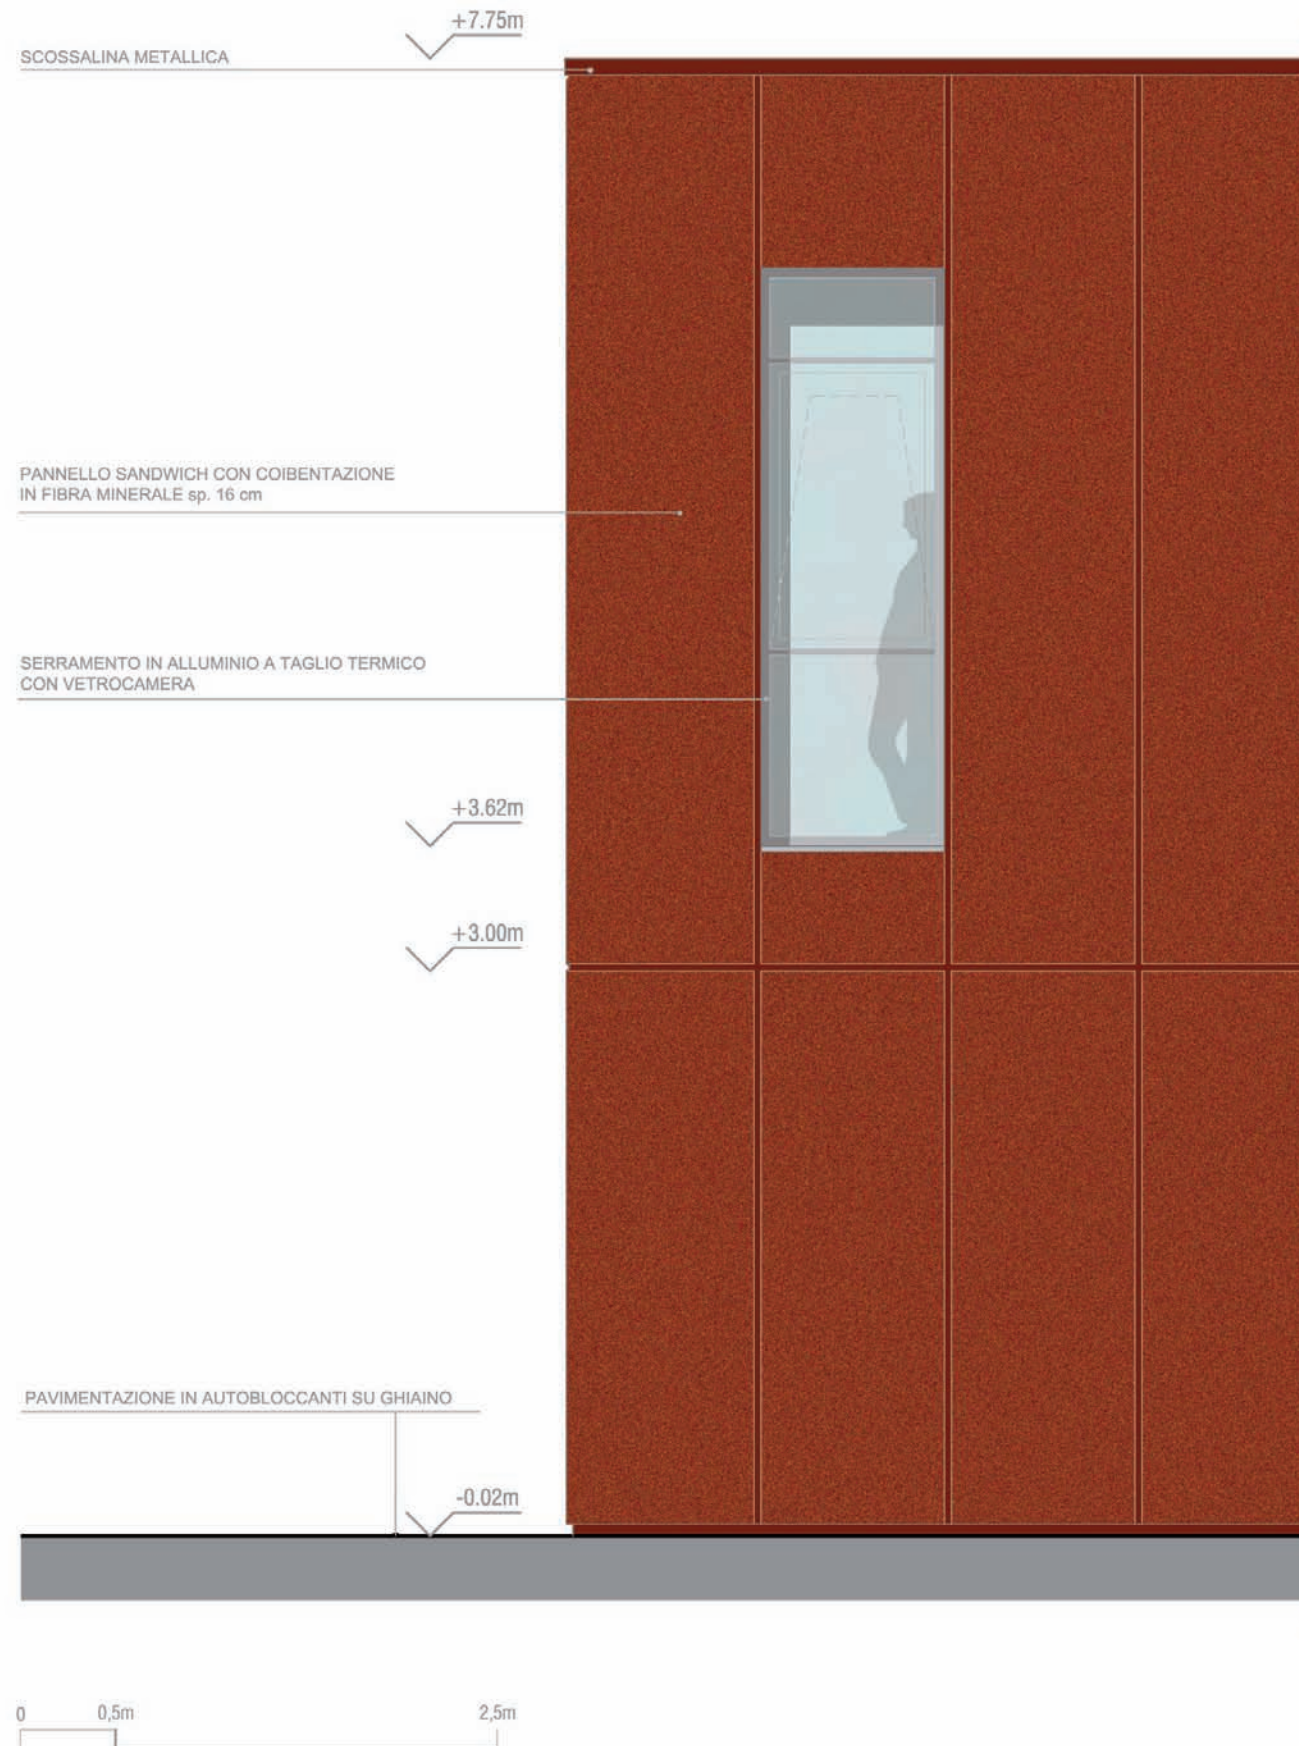 +7.75m
SCOSSALINA METALLICA
PANNELLO SANDWICH CON COIBENTAZIONE
IN FIBRA MINERALE sp. 16 cm
SERRAMENTO IN ALLUMINIO A TAGLIO TERMICO
CON VETROCAMERA
+3.62m
+3.00m
PAVIMENTAZIONE IN AUTOBLOCCANTI SU GHIAINO
-0.02m
0 0,5m 2,5m